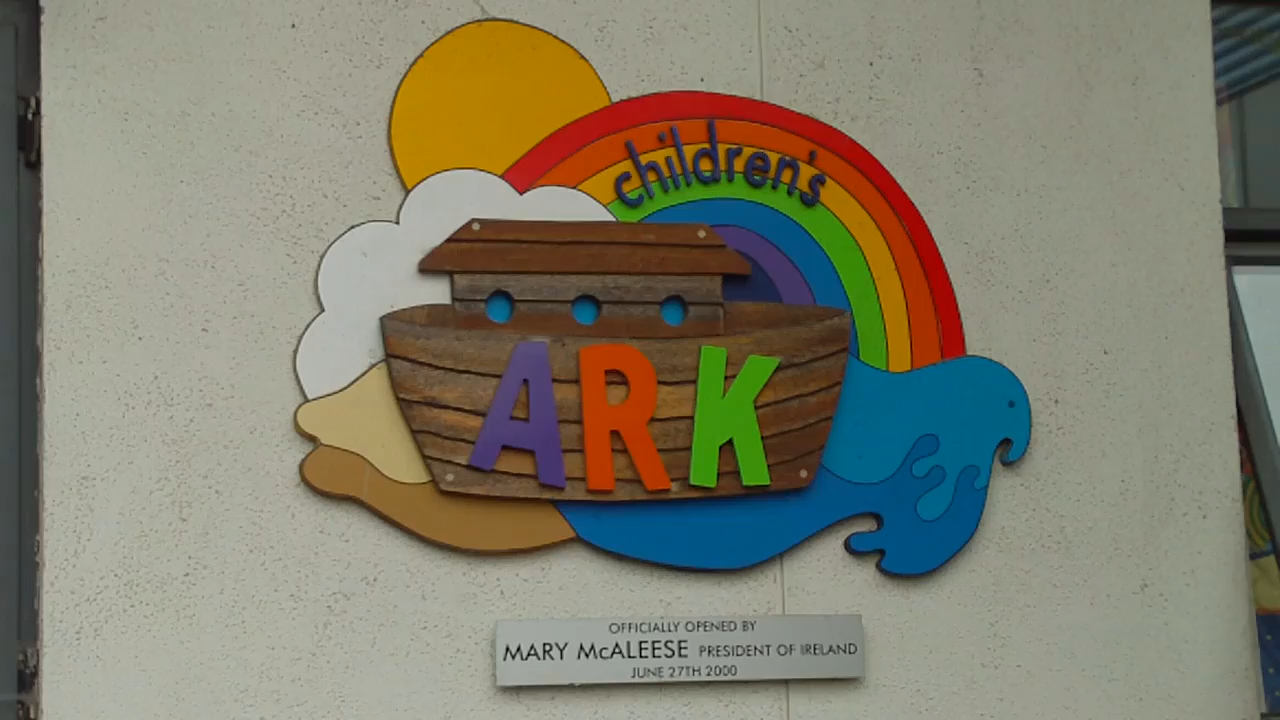 children's
ARK
OFFICIALLY OPENED BY
MARY McALEESE PRESIDENT OF IRELAND
JUNE 27TH 2000